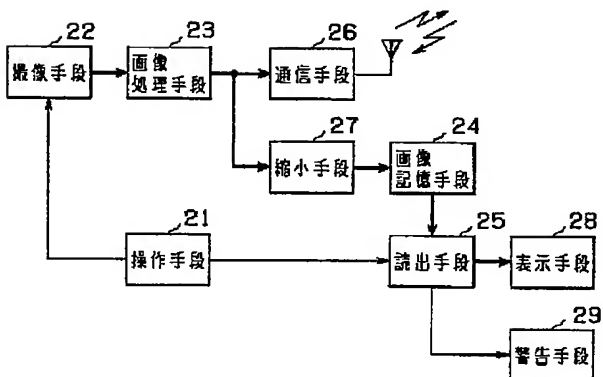 22
撮像手段
23
画像
処理手段
26
通信手段
27
縮小手段
24
画像
記憶手段
21
操作手段
25
読出手段
28
表示手段
29
警告手段